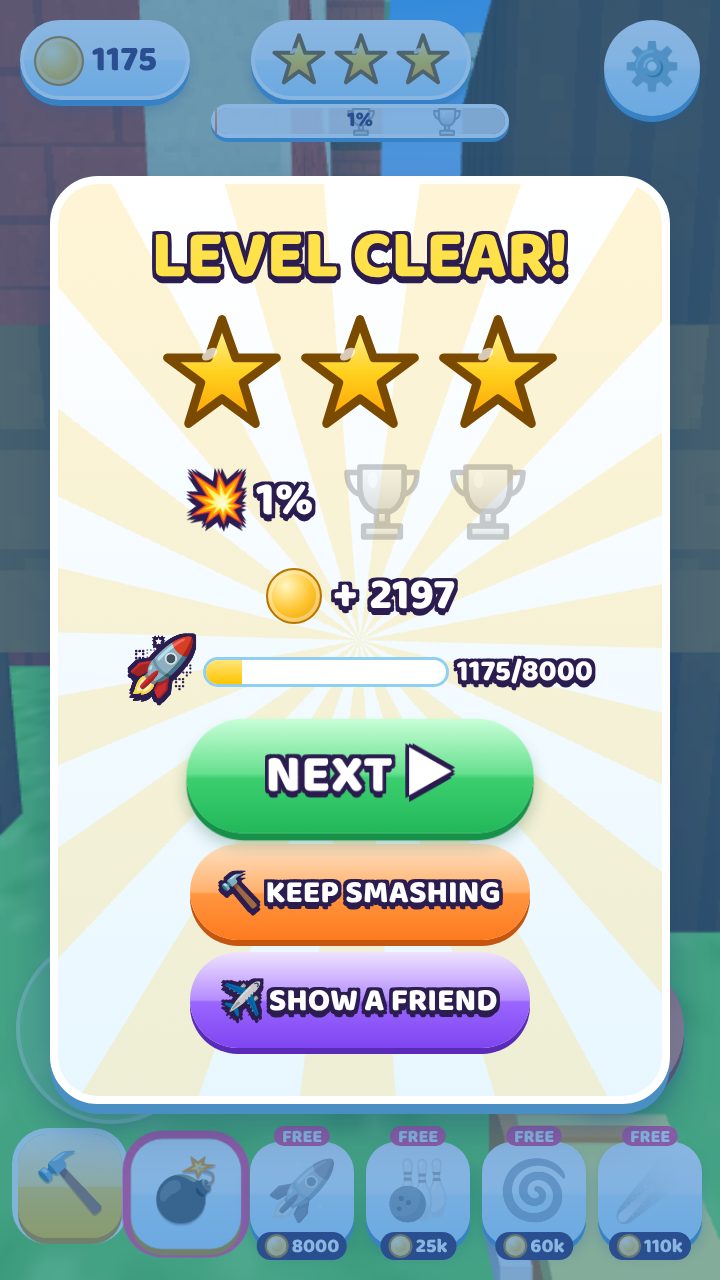 1175
1%
LEVEL CLEAR!
1%
+ 2197
1175/8000
NEXT
KEEP SMASHING
SHOW A FRIEND
FREE FREE FREE FREE
8000 25k 60k 110k